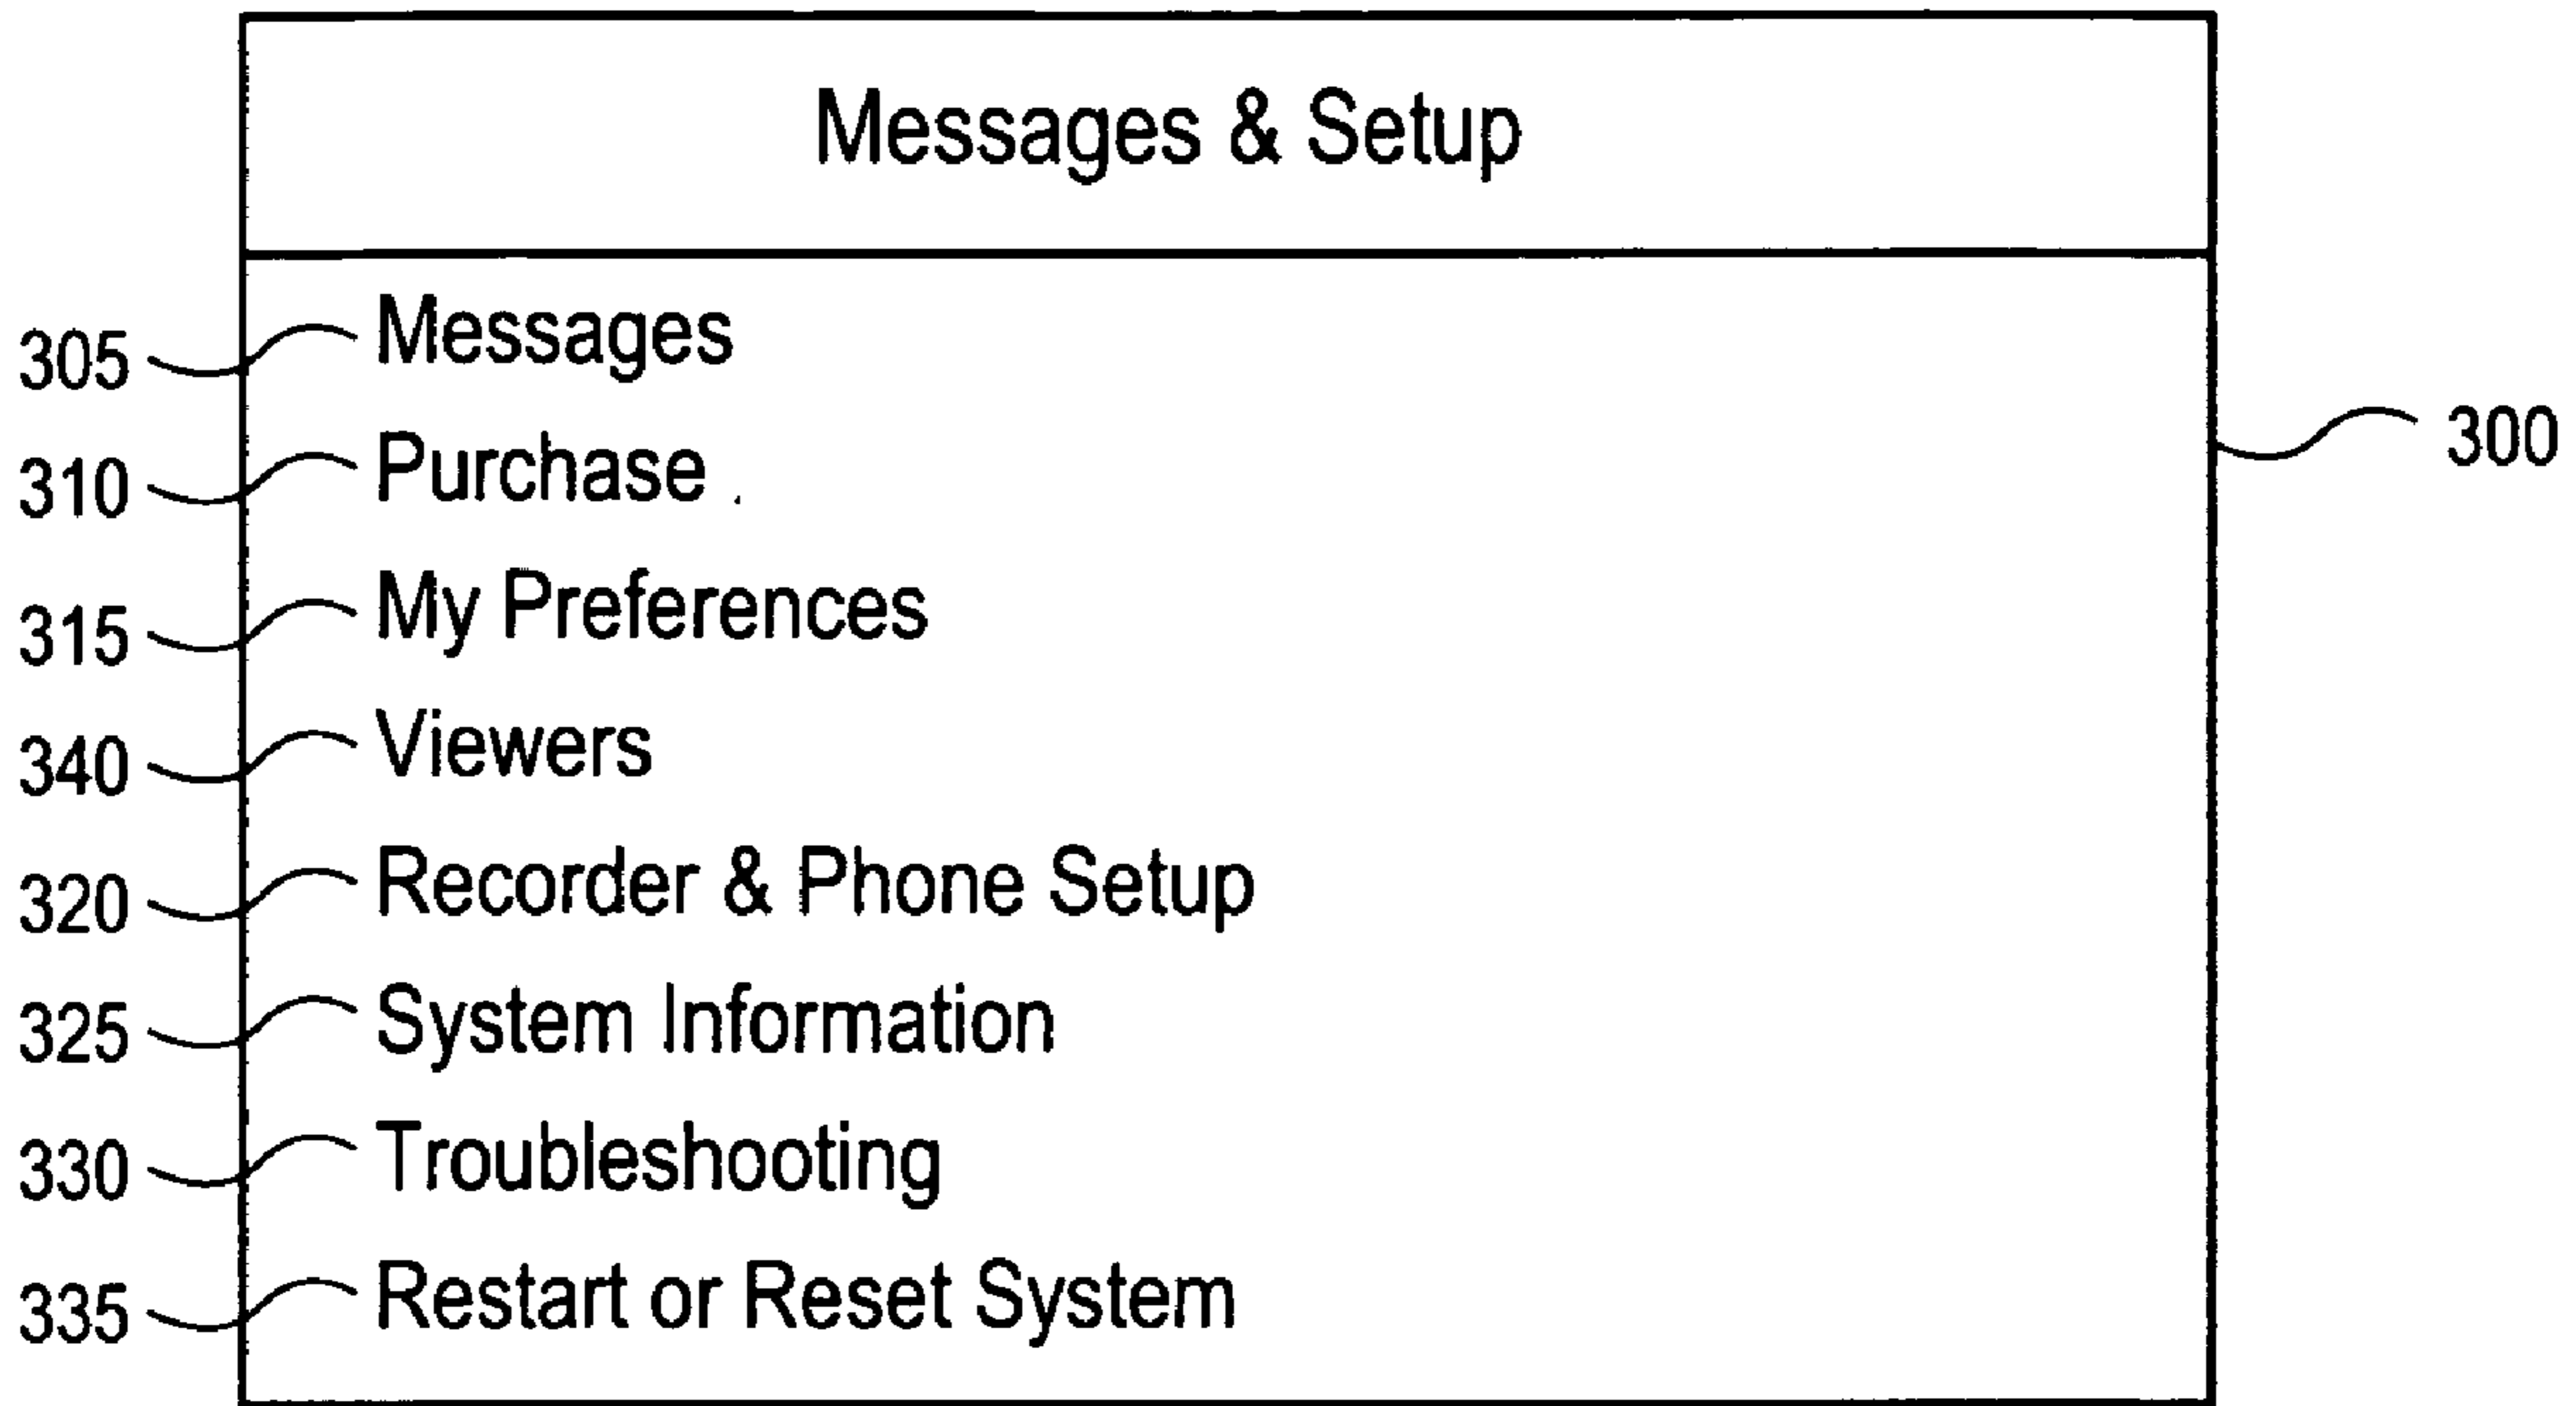 Messages & Setup
305 Messages
300
310 Purchase
315 My Preferences
340 Viewers
320 Recorder & Phone Setup
325 System Information
330 Troubleshooting
335 Restart or Reset System